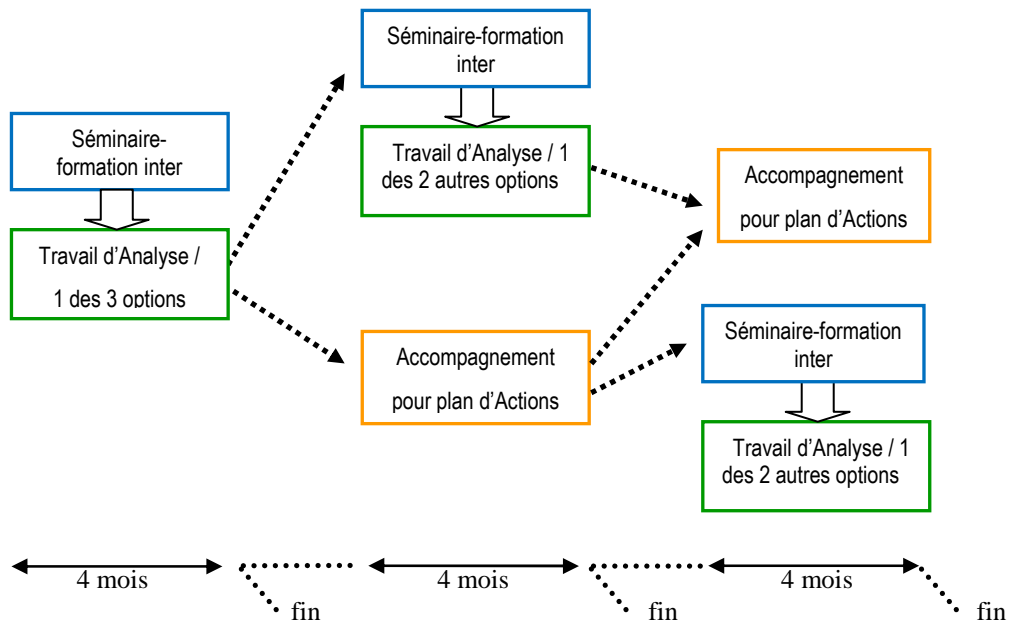 Séminaire-
formation inter
Travail d'Analyse /
1 des 3 options
Séminaire-formation
inter
Travail d'Analyse / 1
des 2 autres options
Accompagnement
pour plan d'Actions
Accompagnement
pour plan d'Actions
Séminaire-formation
inter
Travail d'Analyse / 1
des 2 autres options
4 mois
fin
4 mois
fin
4 mois
fin